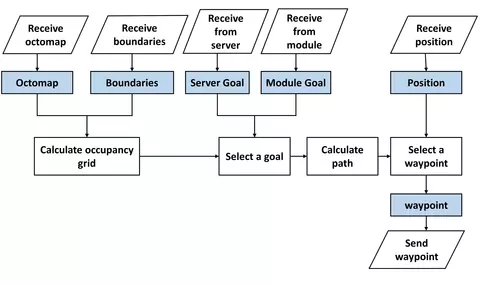 Receive
octomap
Receive
boundaries
Receive
from
server
Receive
from
module
Receive
position
Octomap
Boundaries
Server Goal
Module Goal
Position
Calculate occupancy
grid
Select a goal
Calculate
path
Select a
waypoint
waypoint
Send
waypoint